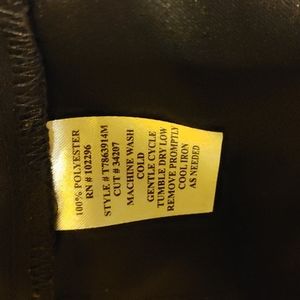 100% POLYESTER
RN # 102296
STYLE # T7863914M
CUT # 34207
MACHINE WASH
COLD
GENTLE CYCLE
TUMBLE DRY LOW
REMOVE PROMPTLY
COOL IRON
AS NEEDED